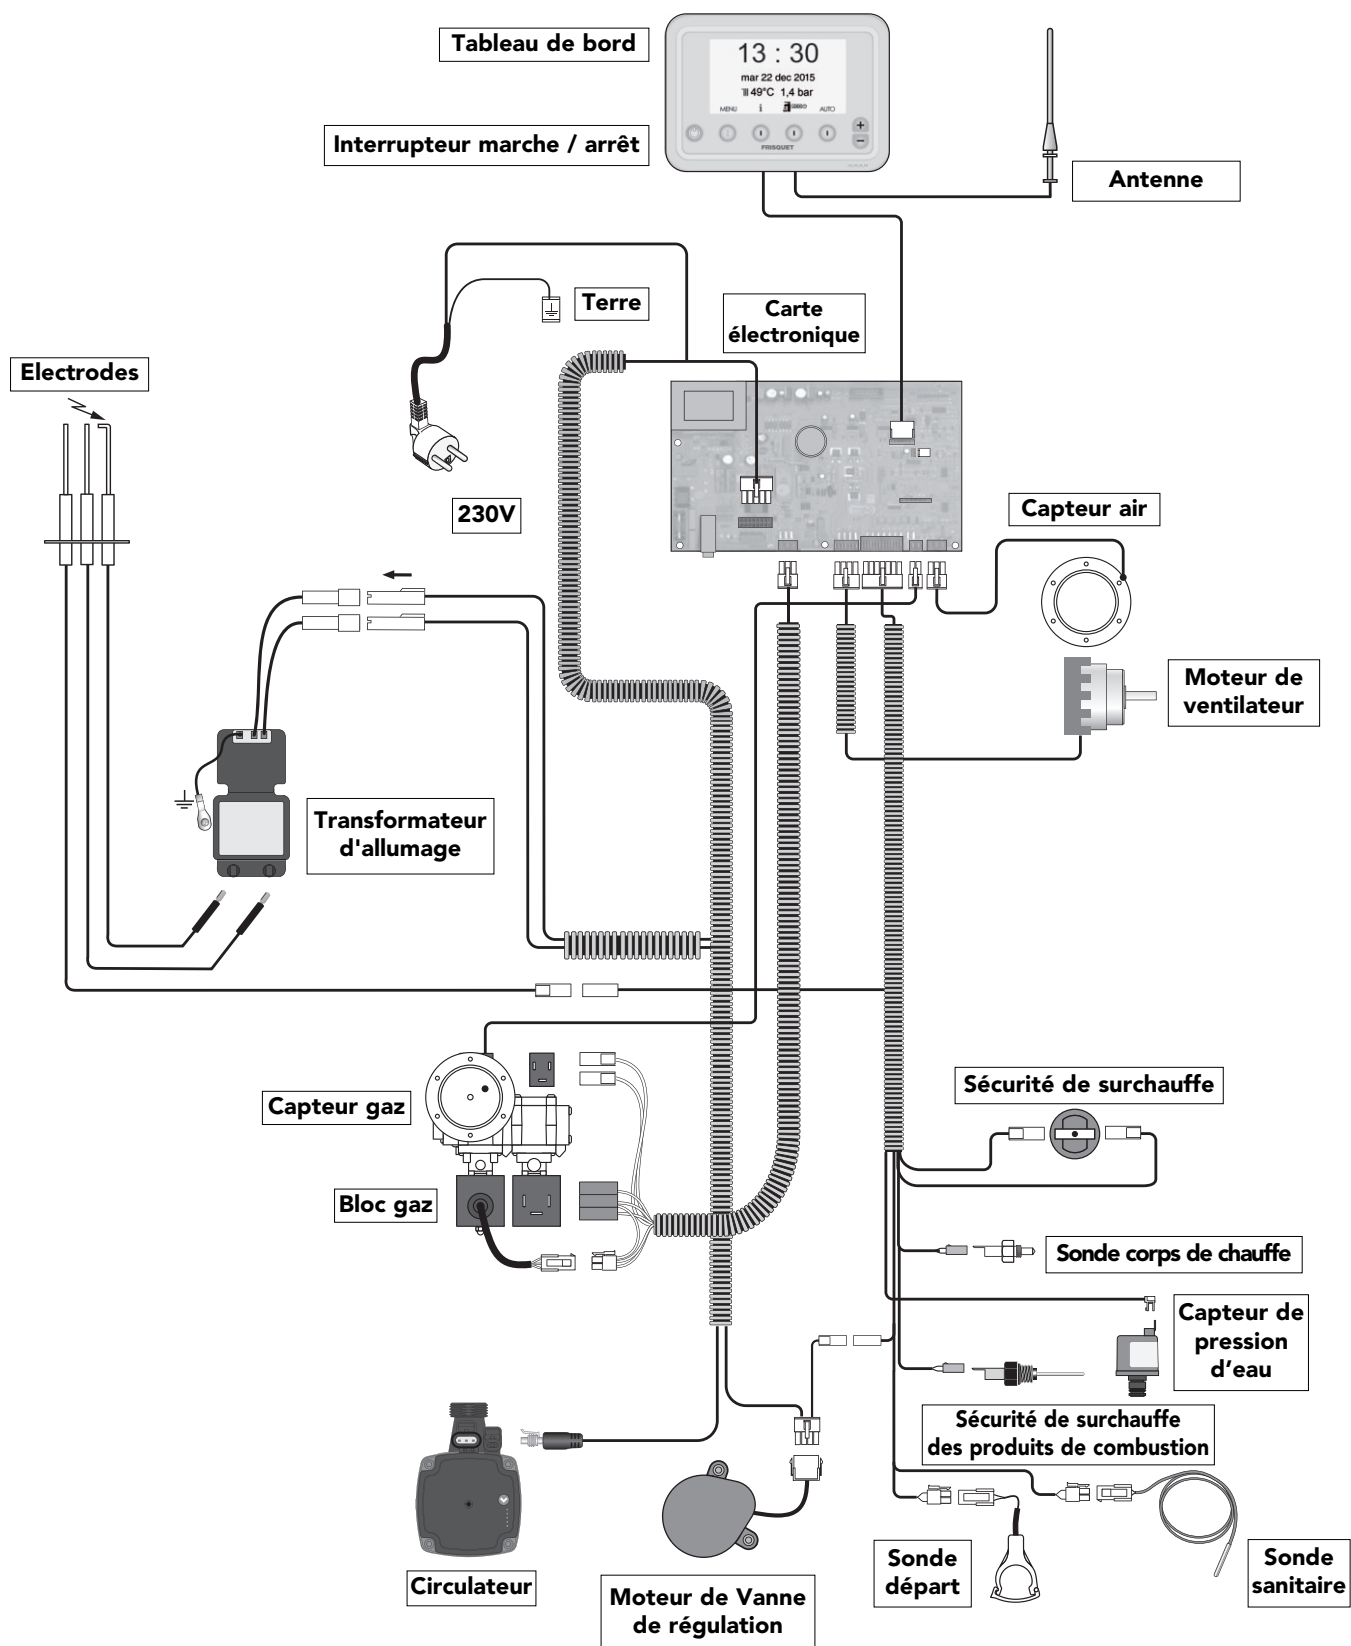 Tableau de bord
13 : 30
mar 22 dec 2015
49°C 1,4 bar
MENU i AUTO
Interrupteur marche / arrêt
+
−
FRISQUET
Antenne
Terre
Carte
électronique
Electrodes
230V
Capteur air
Moteur de
ventilateur
Transformateur
d'allumage
Sécurité de surchauffe
Capteur gaz
Bloc gaz
Sonde corps de chauffe
Capteur de
pression
d'eau
Sécurité de surchauffe
des produits de combustion
Sonde
départ
Sonde
sanitaire
Circulateur
Moteur de Vanne
de régulation